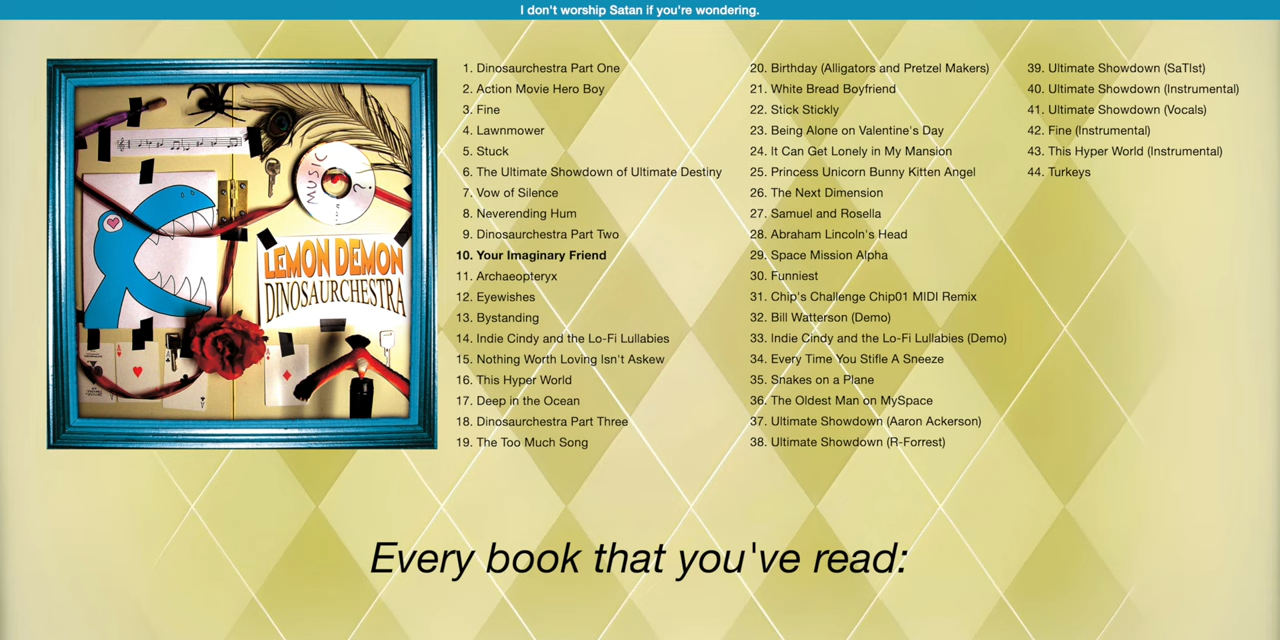 I don't worship Satan if you're wondering.
MUSIC
LEMON DEMON
DINOSAURCHESTRA
1. Dinosaurchestra Part One
2. Action Movie Hero Boy
3. Fine
4. Lawnmower
5. Stuck
6. The Ultimate Showdown of Ultimate Destiny
7. Vow of Silence
8. Neverending Hum
9. Dinosaurchestra Part Two
10. Your Imaginary Friend
11. Archaeopteryx
12. Eyewishes
13. Bystanding
14. Indie Cindy and the Lo-Fi Lullabies
15. Nothing Worth Loving Isn't Askew
16. This Hyper World
17. Deep in the Ocean
18. Dinosaurchestra Part Three
19. The Too Much Song
20. Birthday (Alligators and Pretzel Makers)
21. White Bread Boyfriend
22. Stick Stickly
23. Being Alone on Valentine's Day
24. It Can Get Lonely in My Mansion
25. Princess Unicorn Bunny Kitten Angel
26. The Next Dimension
27. Samuel and Rosella
28. Abraham Lincoln's Head
29. Space Mission Alpha
30. Funniest
31. Chip's Challenge Chip01 MIDI Remix
32. Bill Watterson (Demo)
33. Indie Cindy and the Lo-Fi Lullabies (Demo)
34. Every Time You Stifle A Sneeze
35. Snakes on a Plane
36. The Oldest Man on MySpace
37. Ultimate Showdown (Aaron Ackerson)
38. Ultimate Showdown (R-Forrest)
39. Ultimate Showdown (SaTIst)
40. Ultimate Showdown (Instrumental)
41. Ultimate Showdown (Vocals)
42. Fine (Instrumental)
43. This Hyper World (Instrumental)
44. Turkeys
Every book that you've read: